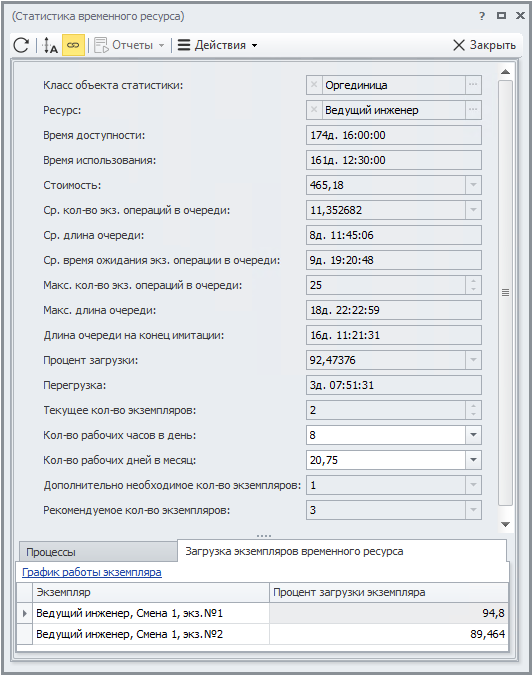 (Статистика временного ресурса)
Отчеты Действия Закрыть
Класс объекта статистики: Оргединица
Ресурс: Ведущий инженер
Время доступности: 174д. 16:00:00
Время использования: 161д. 12:30:00
Стоимость: 465,18
Ср. кол-во экз. операций в очереди: 11,352682
Ср. длина очереди: 8д. 11:45:06
Ср. время ожидания экз. операции в очереди: 9д. 19:20:48
Макс. кол-во экз. операций в очереди: 25
Макс. длина очереди: 18д. 22:22:59
Длина очереди на конец имитации: 16д. 11:21:31
Процент загрузки: 92,47376
Перегрузка: 3д. 07:51:31
Текущее кол-во экземпляров: 2
Кол-во рабочих часов в день: 8
Кол-во рабочих дней в месяц: 20,75
Дополнительно необходимое кол-во экземпляров: 1
Рекомендуемое кол-во экземпляров: 3
Процессы Загрузка экземпляров временного ресурса
График работы экземпляра
Экземпляр Процент загрузки экземпляра
Ведущий инженер, Смена 1, экз.№1 94,8
Ведущий инженер, Смена 1, экз.№2 89,464